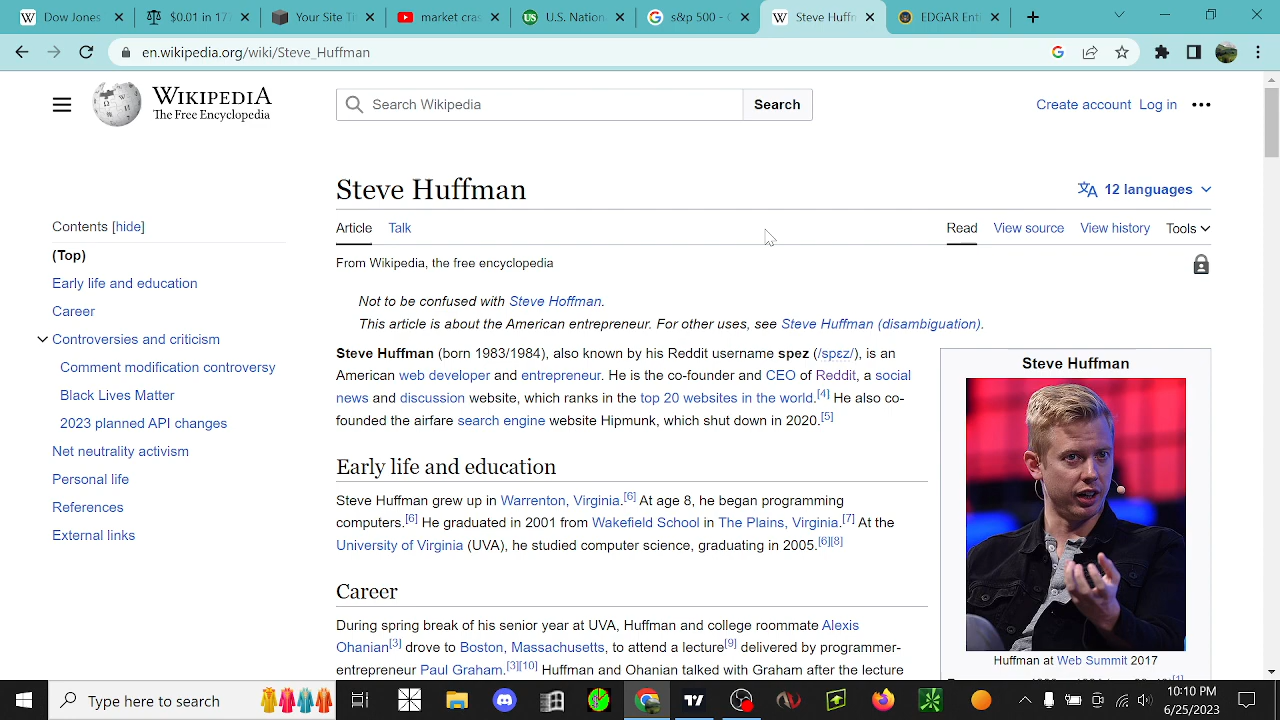 Dow Jones
$0.01 in 177
Your Site Th
market cras
U.S. Nation
s&p 500 - G
Steve Huffm
EDGAR Ent
en.wikipedia.org/wiki/Steve_Huffman
WIKIPEDIA
The Free Encyclopedia
Search Wikipedia
Search
Create account Log in
Steve Huffman
12 languages
Article Talk
Read View source View history Tools
From Wikipedia, the free encyclopedia
Contents [hide]
(Top)
Early life and education
Career
Controversies and criticism
Comment modification controversy
Black Lives Matter
2023 planned API changes
Net neutrality activism
Personal life
References
External links
Not to be confused with Steve Hoffman.
This article is about the American entrepreneur. For other uses, see Steve Huffman (disambiguation).
Steve Huffman (born 1983/1984), also known by his Reddit username spez (/spɛz/), is an
American web developer and entrepreneur. He is the co-founder and CEO of Reddit, a social
news and discussion website, which ranks in the top 20 websites in the world.[4] He also co-
founded the airfare search engine website Hipmunk, which shut down in 2020.[5]
Early life and education
Steve Huffman grew up in Warrenton, Virginia.[6] At age 8, he began programming
computers.[6] He graduated in 2001 from Wakefield School in The Plains, Virginia.[7] At the
University of Virginia (UVA), he studied computer science, graduating in 2005.[6][8]
Career
During spring break of his senior year at UVA, Huffman and college roommate Alexis
Ohanian[3] drove to Boston, Massachusetts, to attend a lecture[9] delivered by programmer-
entrepreneur Paul Graham.[3][10] Huffman and Ohanian talked with Graham after the lecture
Steve Huffman
Huffman at Web Summit 2017
Type here to search
10:10 PM
6/25/2023